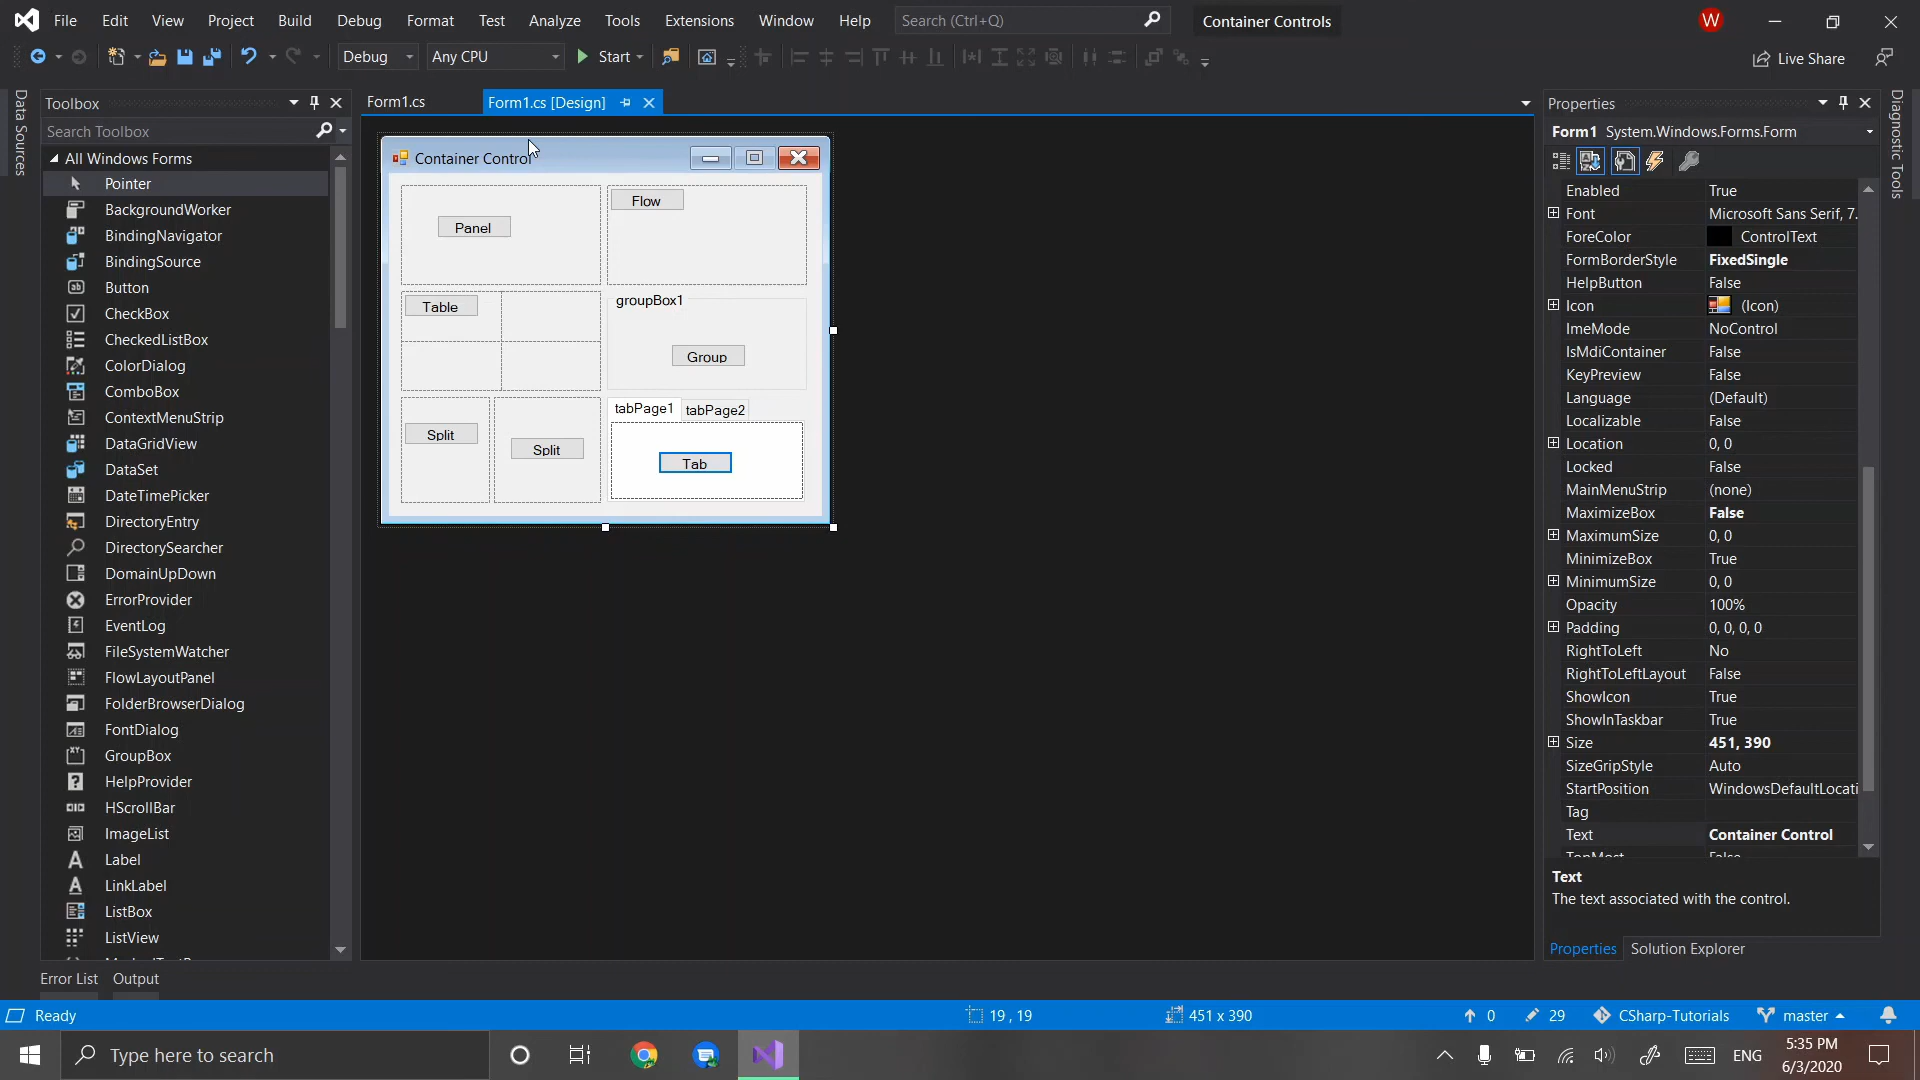 File Edit View Project Build Debug Format Test Analyze Tools Extensions Window Help Search (Ctrl+Q) Container Controls W
Debug Any CPU Start Live Share
Data Sources
Toolbox
Search Toolbox
All Windows Forms
Pointer
BackgroundWorker
BindingNavigator
BindingSource
Button
CheckBox
CheckedListBox
ColorDialog
ComboBox
ContextMenuStrip
DataGridView
DataSet
DateTimePicker
DirectoryEntry
DirectorySearcher
DomainUpDown
ErrorProvider
EventLog
FileSystemWatcher
FlowLayoutPanel
FolderBrowserDialog
FontDialog
GroupBox
HelpProvider
HScrollBar
ImageList
Label
LinkLabel
ListBox
ListView
Form1.cs Form1.cs [Design]
Container Control
Panel Flow
Table groupBox1
Group
tabPage1 tabPage2
Split Split Tab
Properties
Form1 System.Windows.Forms.Form
Enabled True
Font Microsoft Sans Serif, 7.
ForeColor ControlText
FormBorderStyle FixedSingle
HelpButton False
Icon (Icon)
ImeMode NoControl
IsMdiContainer False
KeyPreview False
Language (Default)
Localizable False
Location 0, 0
Locked False
MainMenuStrip (none)
MaximizeBox False
MaximumSize 0, 0
MinimizeBox True
MinimumSize 0, 0
Opacity 100%
Padding 0, 0, 0, 0
RightToLeft No
RightToLeftLayout False
ShowIcon True
ShowInTaskbar True
Size 451, 390
SizeGripStyle Auto
StartPosition WindowsDefaultLocati
Tag
Text Container Control
Text
The text associated with the control.
Properties Solution Explorer
Diagnostic Tools
Error List Output
Ready 19 , 19 451 x 390 0 29 CSharp-Tutorials master
Type here to search ENG 5:35 PM
6/3/2020